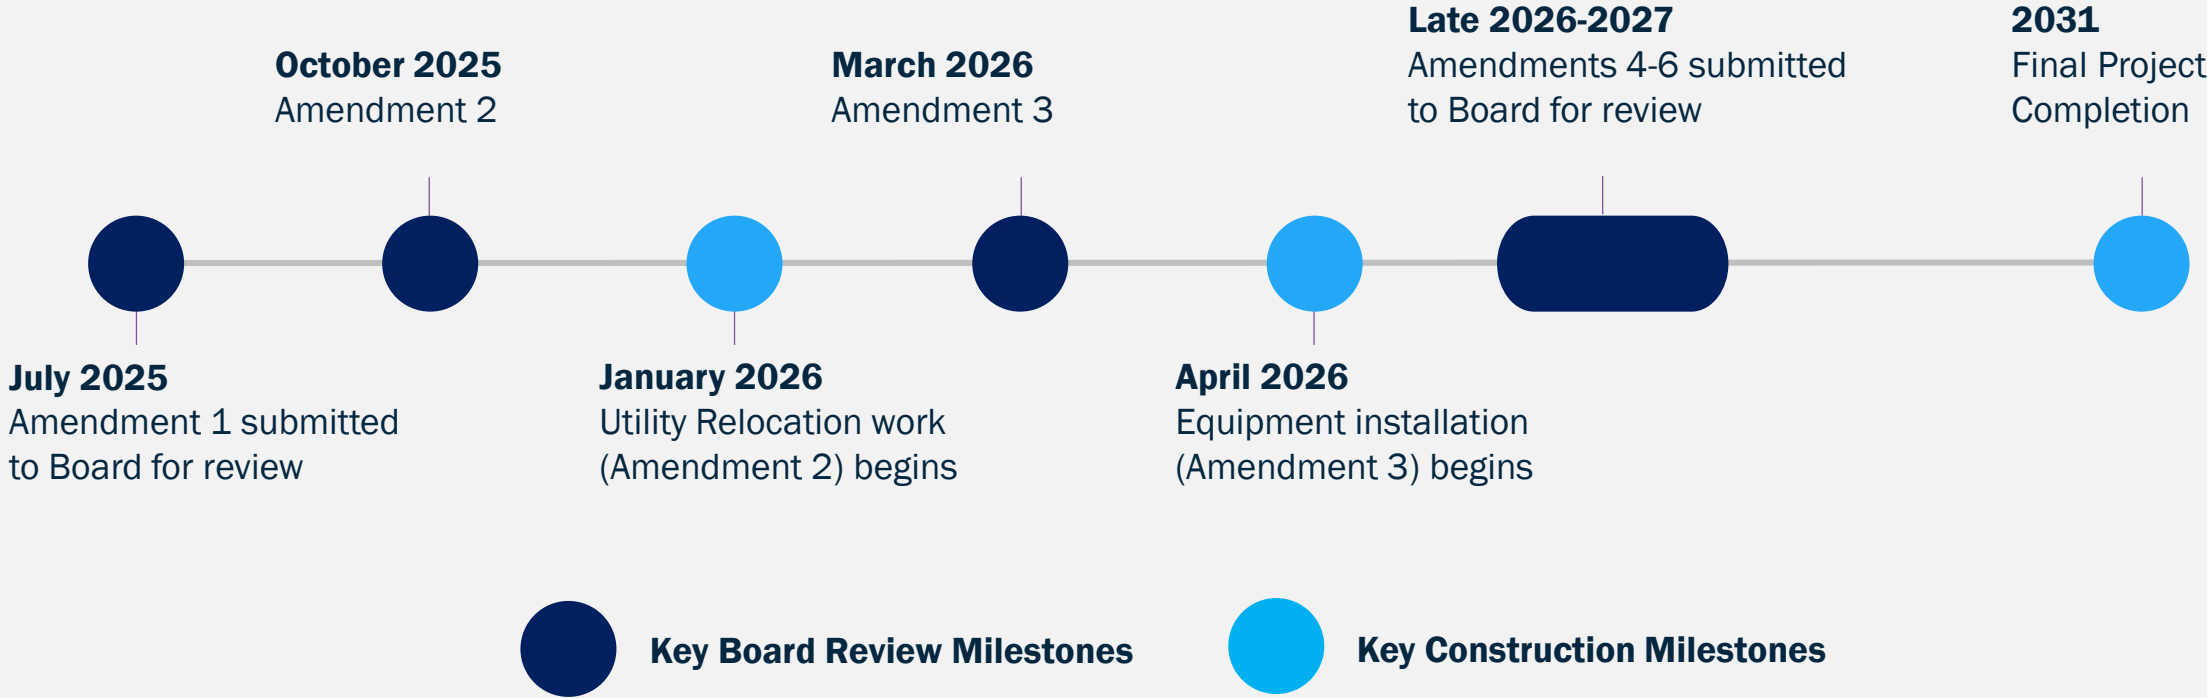 October 2025
Amendment 2
March 2026
Amendment 3
Late 2026-2027
Amendments 4-6 submitted
to Board for review
2031
Final Project
Completion
July 2025
Amendment 1 submitted
to Board for review
January 2026
Utility Relocation work
(Amendment 2) begins
April 2026
Equipment installation
(Amendment 3) begins
Key Board Review Milestones
Key Construction Milestones